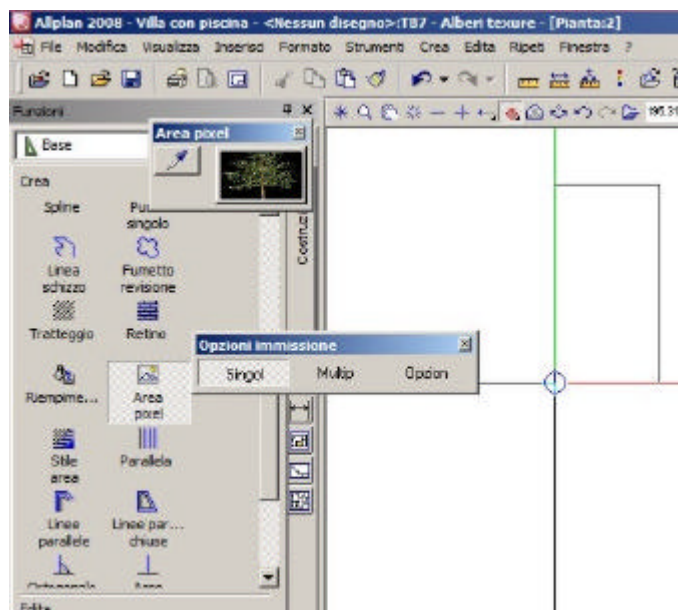 Allplan 2008 - Villa con piscina - <Nessun disegno>:T87 - Alberi texure - [Pianta:2]
File Modifica Visualizza Inserisci Formato Strumenti Crea Edita Ripeti Finestra ?
Funzioni
Area pixel
Base
Crea
Spline
singolo
Linea schizzo
Fumetto revisione
Tratteggio Retino
Opzioni immissione
Singol Multip Opzion
Riempime... Area pixel
Stile area
Parallela
Linee parallele
Linee par... chiuse
Edita